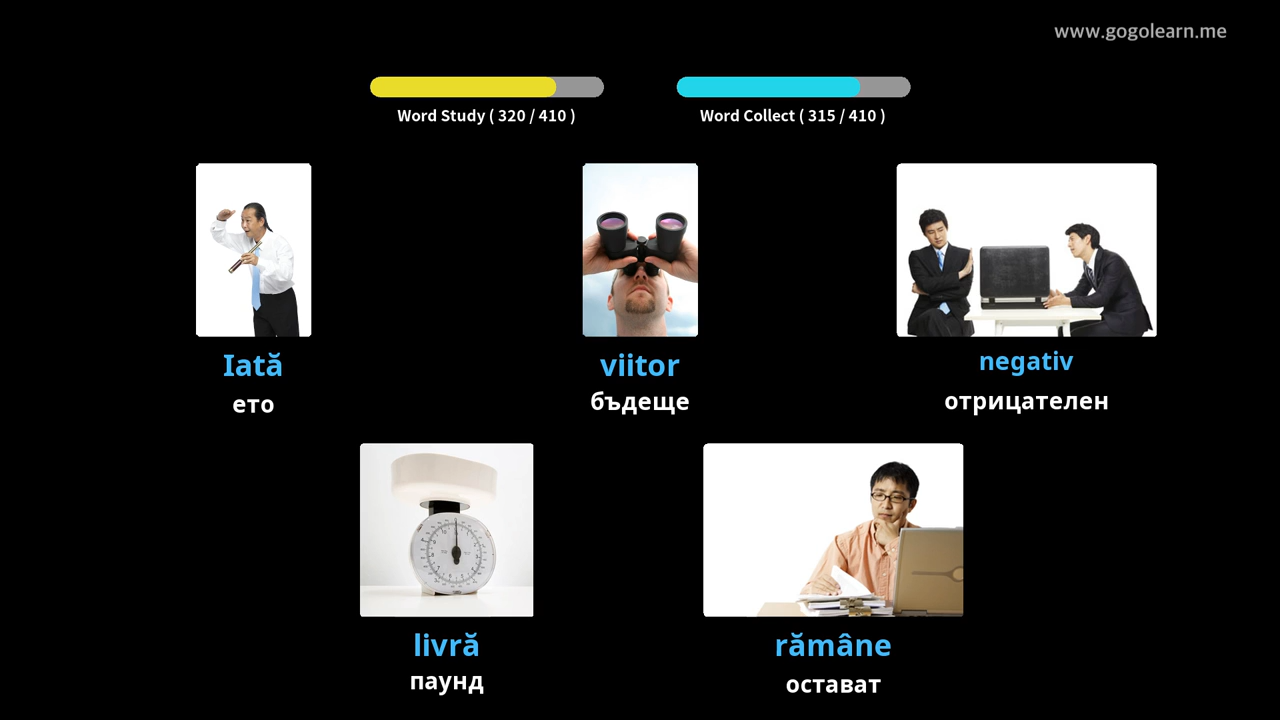 www.gogolearn.me
Word Study ( 320 / 410 )
Word Collect ( 315 / 410 )
Iată
ето
viitor
бъдеще
negativ
отрицателен
livră
паунд
rămâne
остават